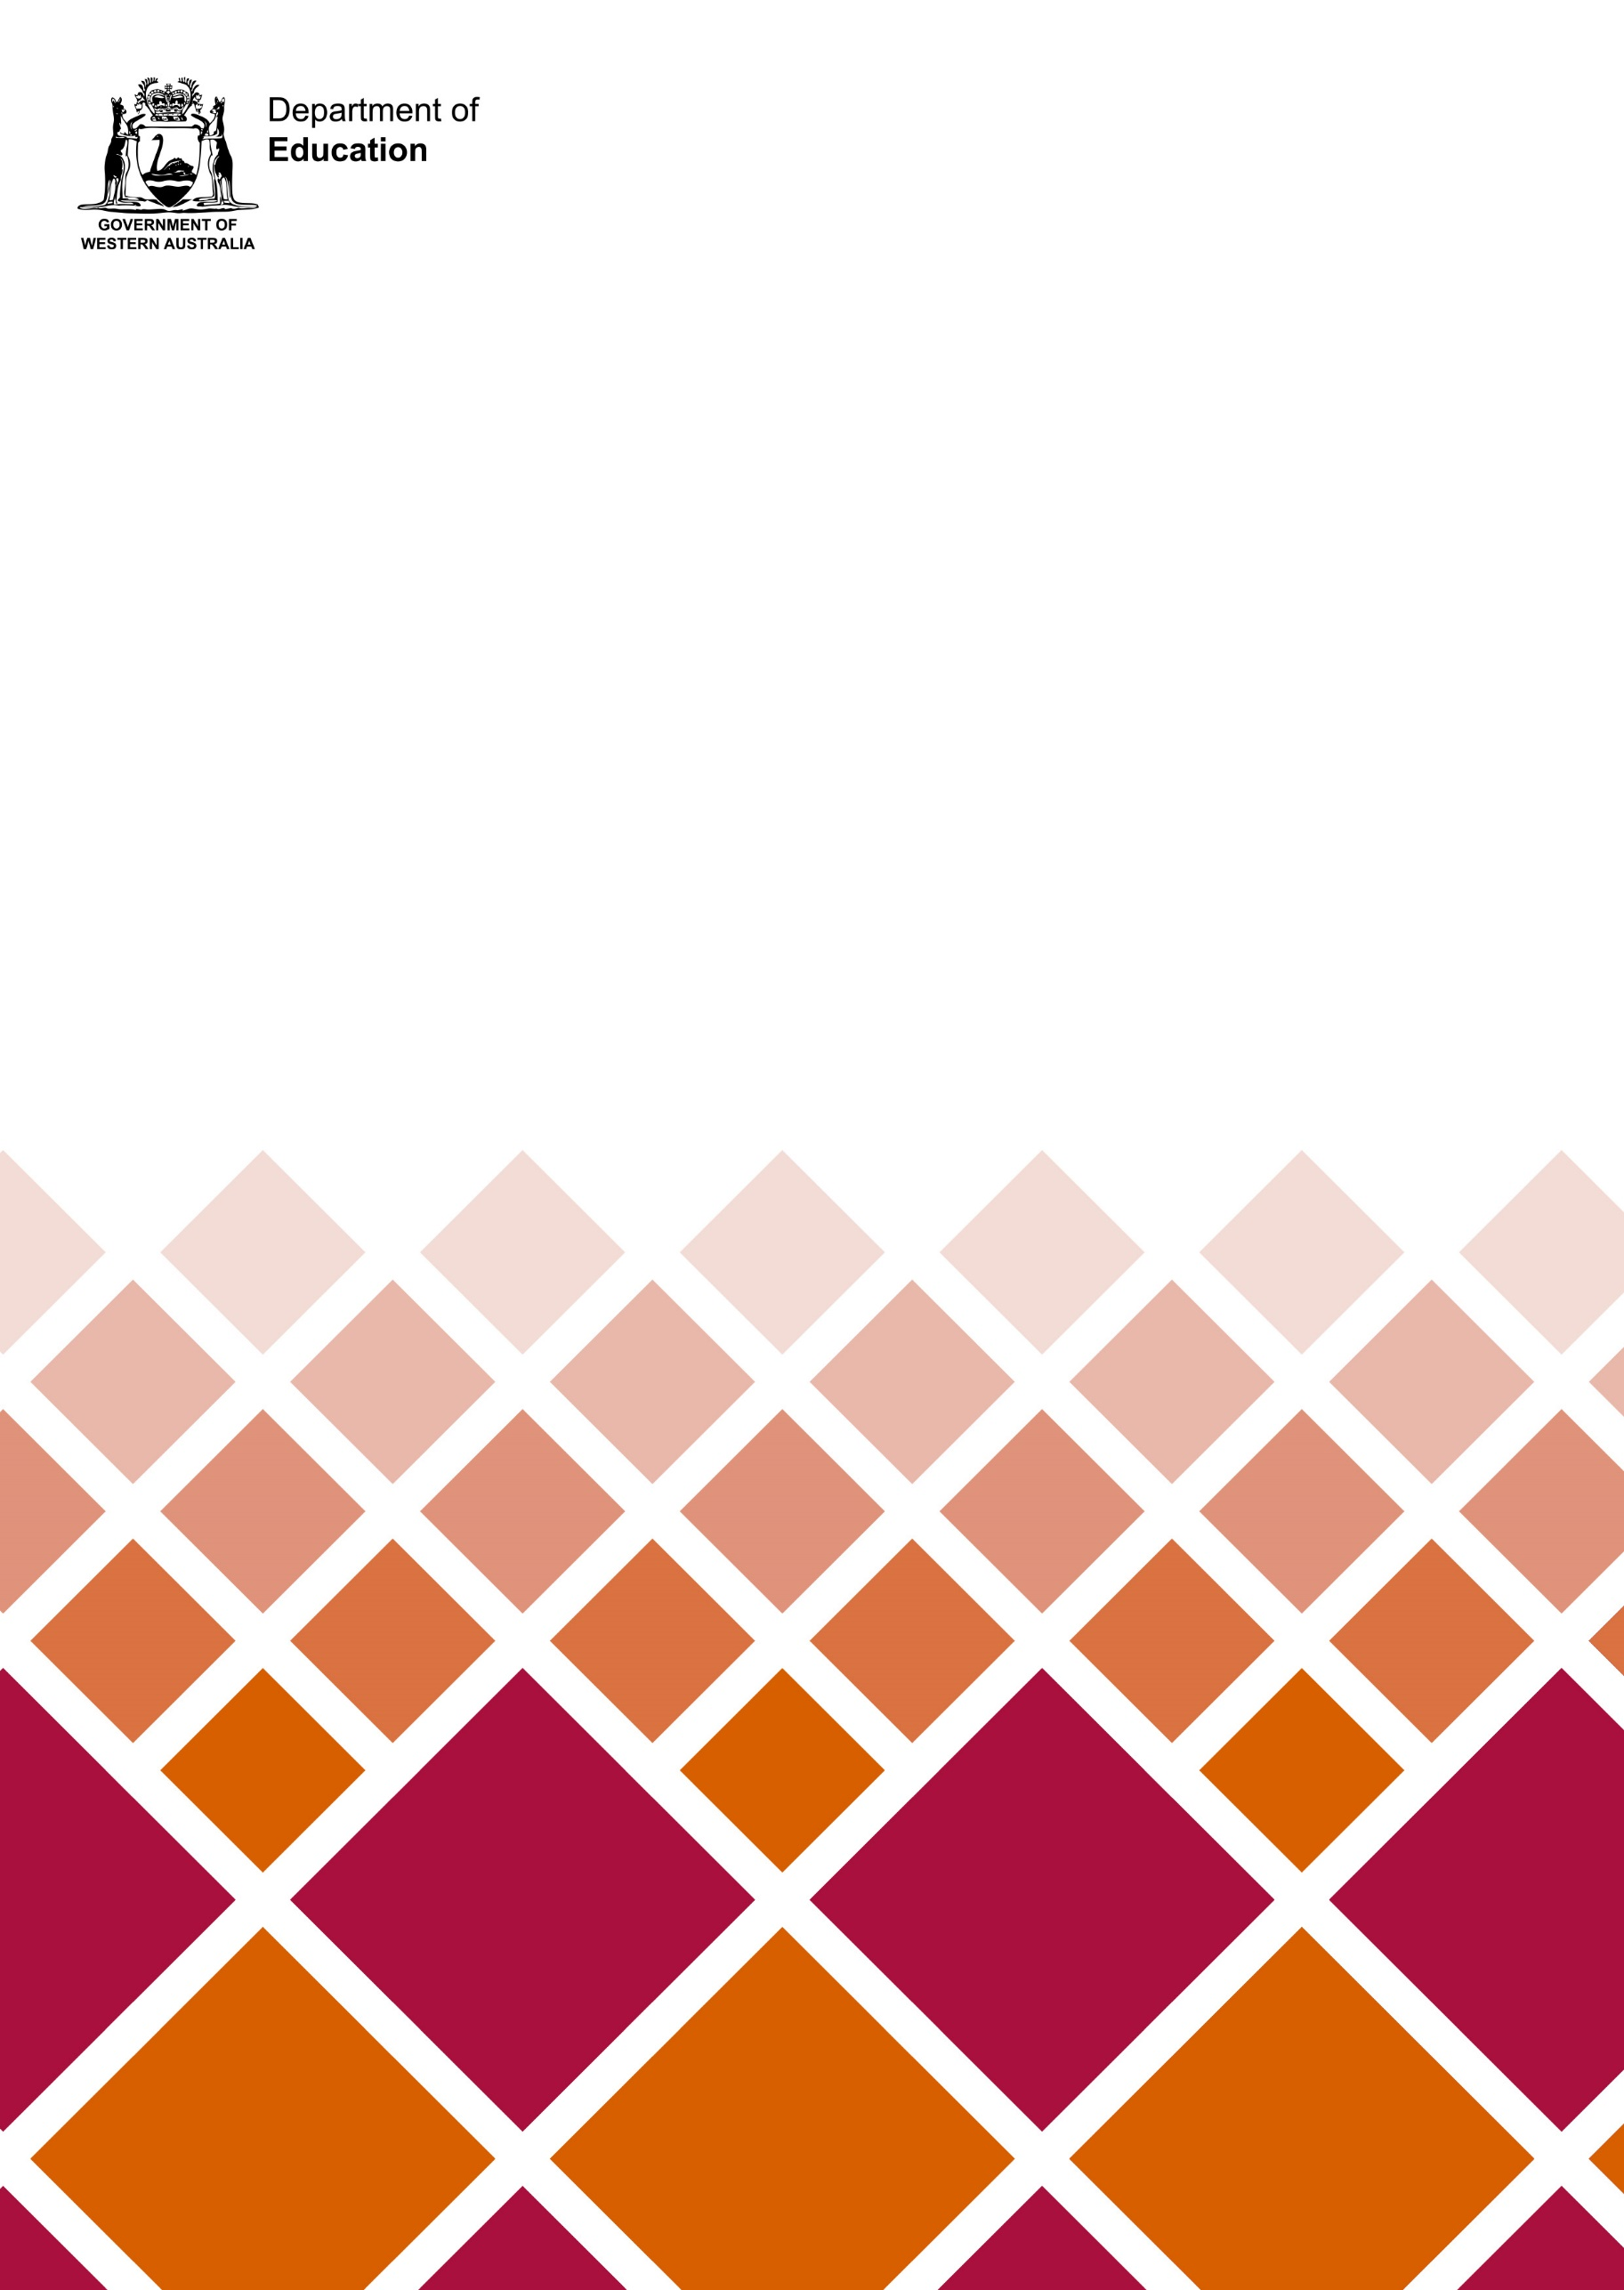 Department of
Education
GOVERNMENT OF
WESTERN AUSTRALIA